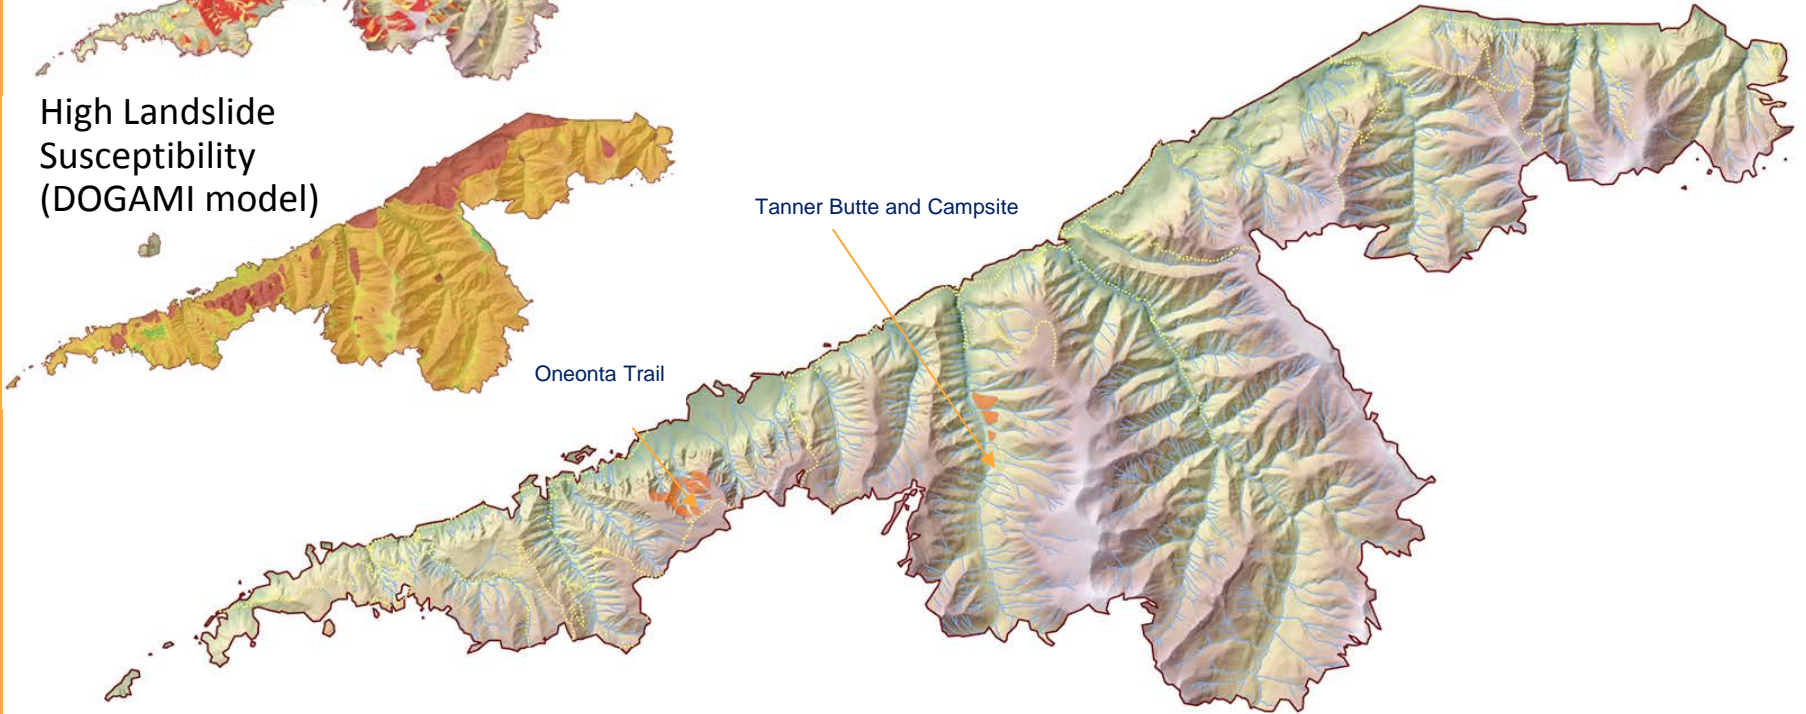 High Landslide
Susceptibility
(DOGAMI model)
Tanner Butte and Campsite
Oneonta Trail